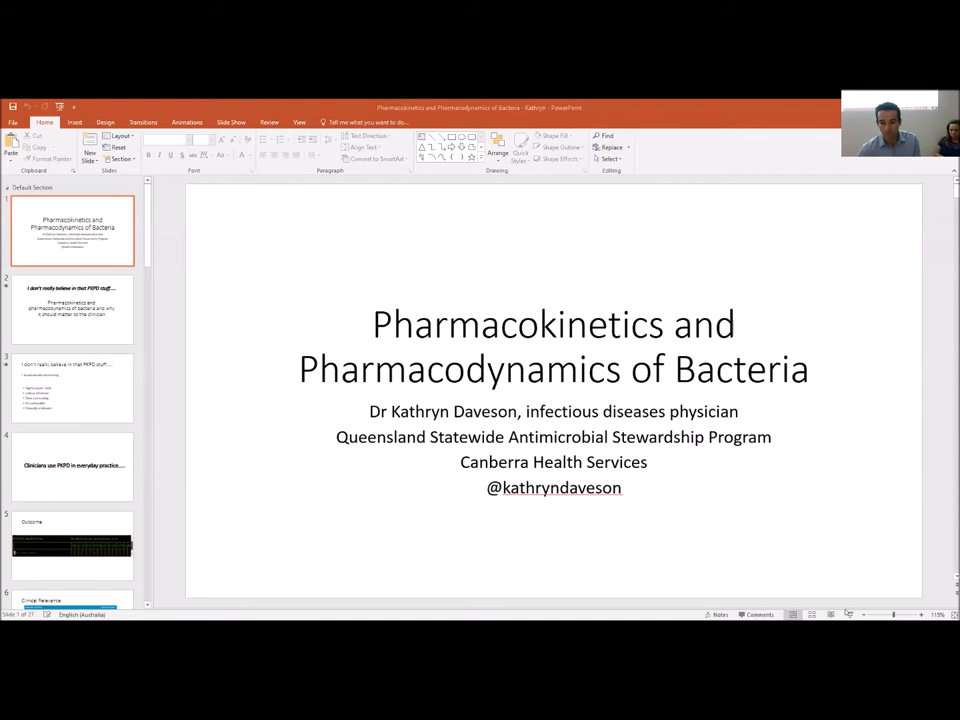 Pharmacokinetics and Pharmacodynamics of Bacteria - Kathryn - PowerPoint
File Home Insert Design Transitions Animations Slide Show Review View Tell me what you want to do...
Paste
Cut
Copy
Format Painter
Clipboard
New Slide
Layout
Reset
Section
Slides
Font
Text Direction
Align Text
Convert to SmartArt
Paragraph
Arrange
Quick Styles
Shape Fill
Shape Outline
Shape Effects
Drawing
Find
Replace
Select
Editing
Default Section
1
Pharmacokinetics and
Pharmacodynamics of Bacteria
2
I don't really believe in that PKPD stuff....
Pharmacokinetics and
pharmacodynamics of bacteria and why
it should matter to the clinician
3
I don't really believe in that PKPD stuff....
4
Clinicians use PKPD in everyday practice....
5
Outcome
6
Clinical Relevance
Pharmacokinetics and
Pharmacodynamics of Bacteria
Dr Kathryn Daveson, infectious diseases physician
Queensland Statewide Antimicrobial Stewardship Program
Canberra Health Services
@kathryndaveson
Slide 1 of 27 English (Australia) Notes Comments 115%